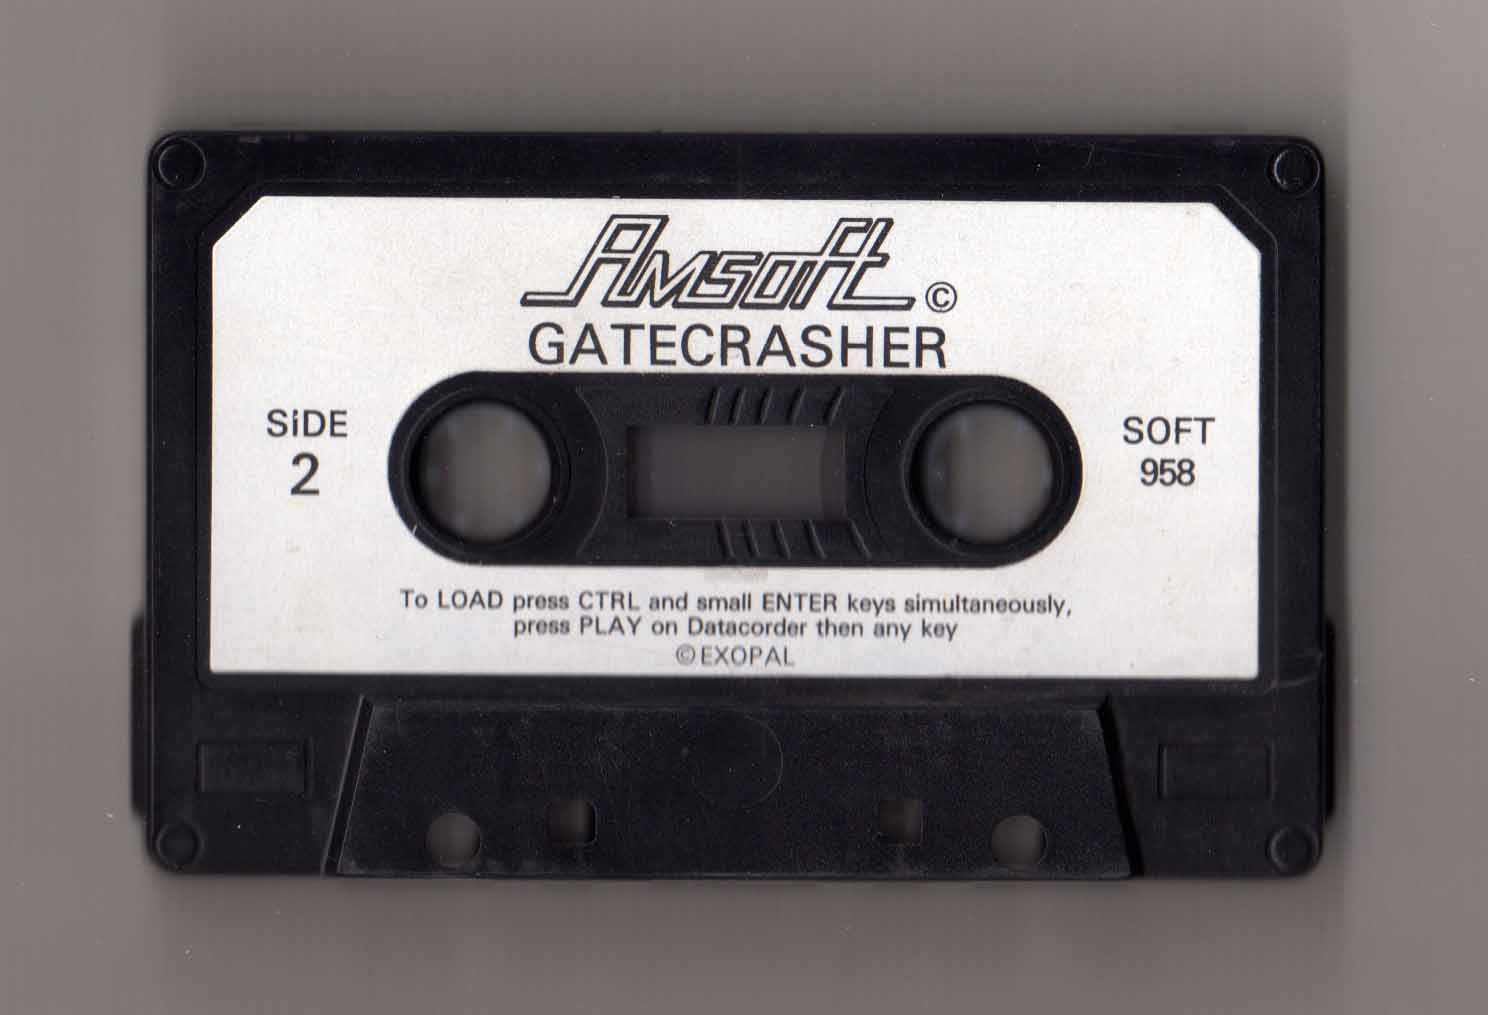 Amsoft ©
GATECRASHER
SiDE
2
SOFT
958
To LOAD press CTRL and small ENTER keys simultaneously,
press PLAY on Datacorder then any key
©EXOPAL